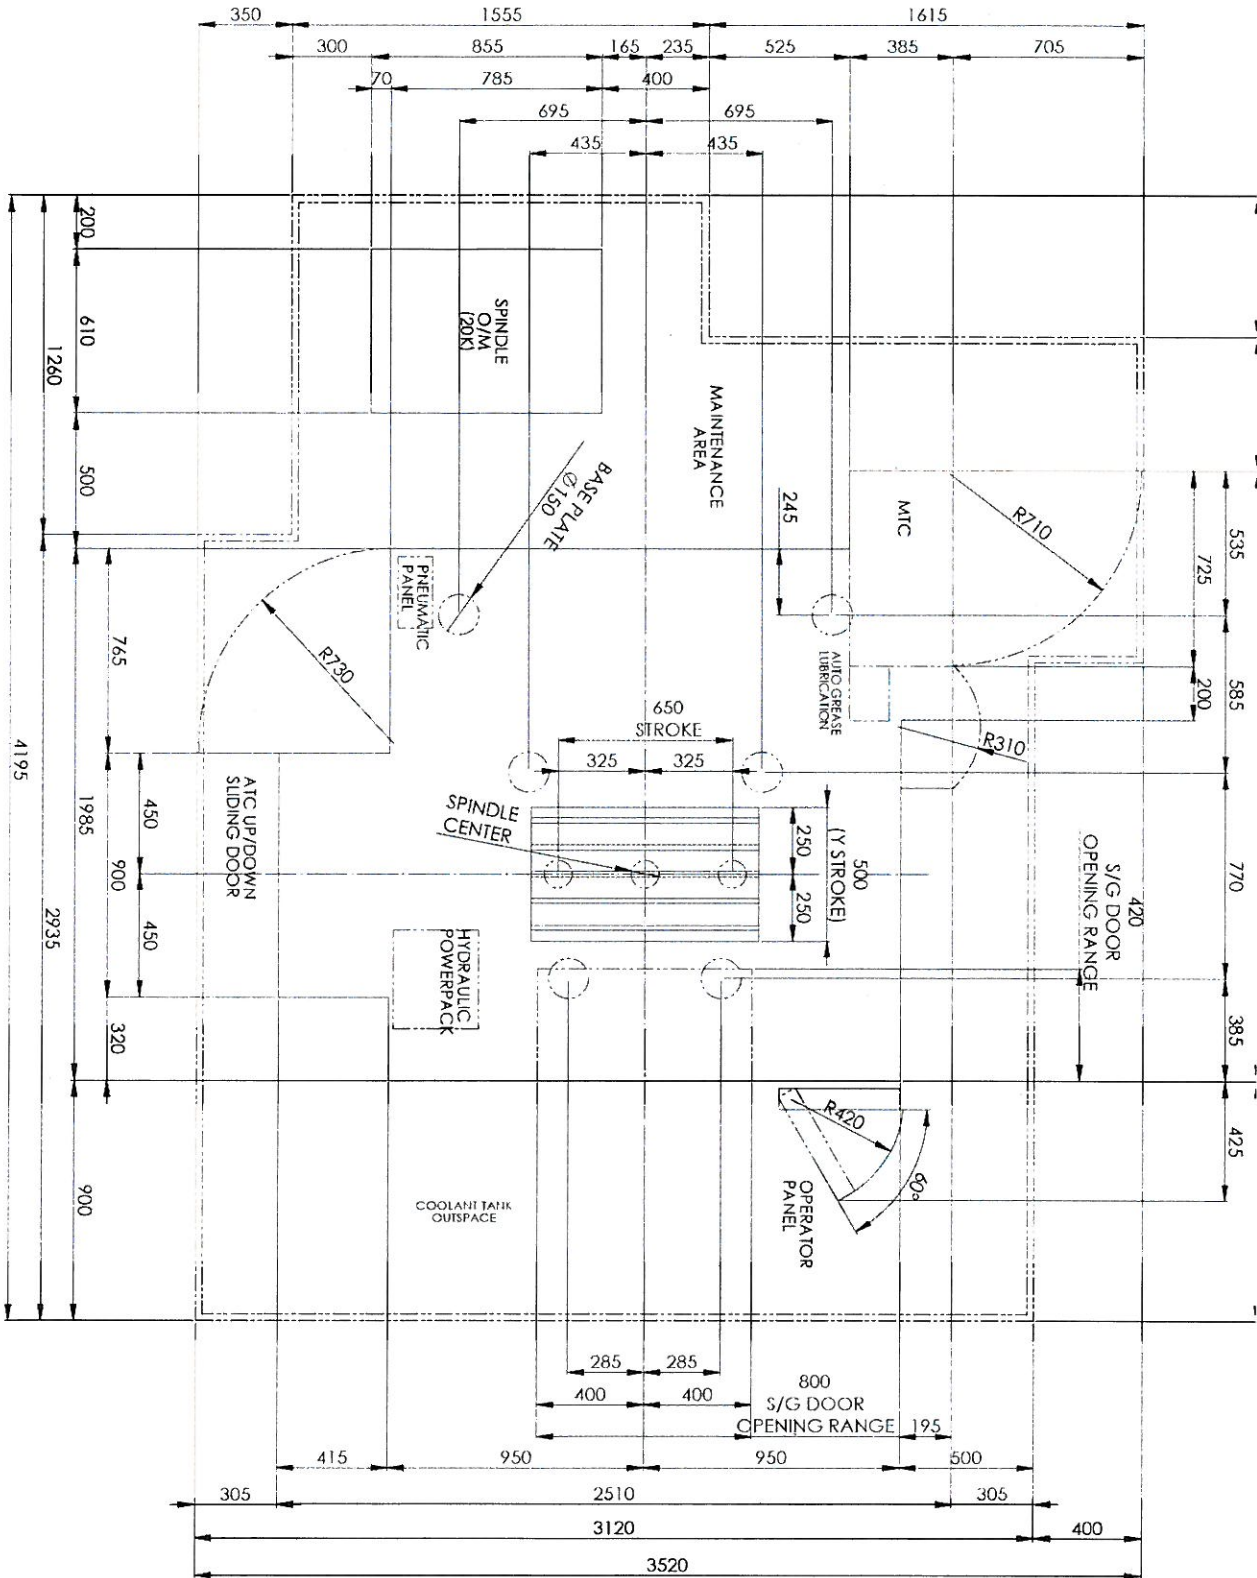 350
1555
1615
300
855
165
235
525
385
705
70
785
400
695
695
435
435
200
610
1260
500
SPINDLE
O/M
(20K)
MAINTENANCE
AREA
BASE PLATE
Ø150
245
MTC
R710
535
725
PNEUMATIC
PANEL
765
R730
AUTO GREASE
LUBRICATION
200
585
650
STROKE
325
325
R310
4195
1985
2935
ATC UP/DOWN
SLIDING DOOR
450
900
450
SPINDLE
CENTER
250
250
500
(Y STROKE)
420
S/G DOOR
OPENING RANGE
770
HYDRAULIC
POWERPACK
320
385
R420
90°
425
900
COOLANT TANK
OUTSPACE
OPERATOR
PANEL
285
285
400
400
800
S/G DOOR
OPENING RANGE
195
415
950
950
500
305
2510
305
3120
400
3520